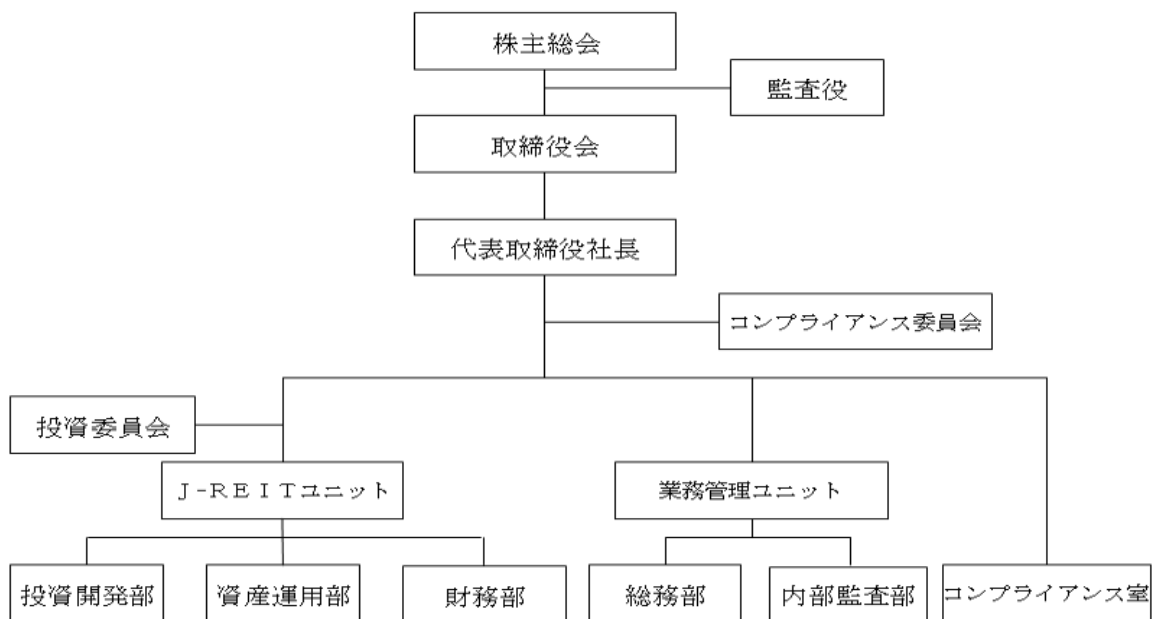 株主総会
監査役
取締役会
代表取締役社長
コンプライアンス委員会
投資委員会
Ｊ-ＲＥＩＴユニット
業務管理ユニット
投資開発部
資産運用部
財務部
総務部
内部監査部
コンプライアンス室